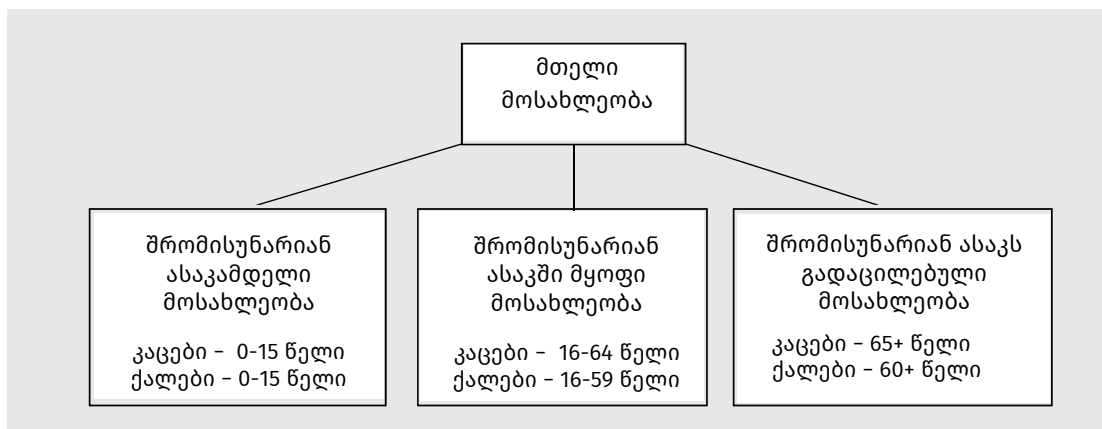 მთელი
მოსახლეობა
შრომისუნარიან
ასაკამდელი
მოსახლეობა
კაცები – 0-15 წელი
ქალები – 0-15 წელი
შრომისუნარიან
ასაკში მყოფი
მოსახლეობა
კაცები – 16-64 წელი
ქალები – 16-59 წელი
შრომისუნარიან ასაკს
გადაცილებული
მოსახლეობა
კაცები – 65+ წელი
ქალები – 60+ წელი